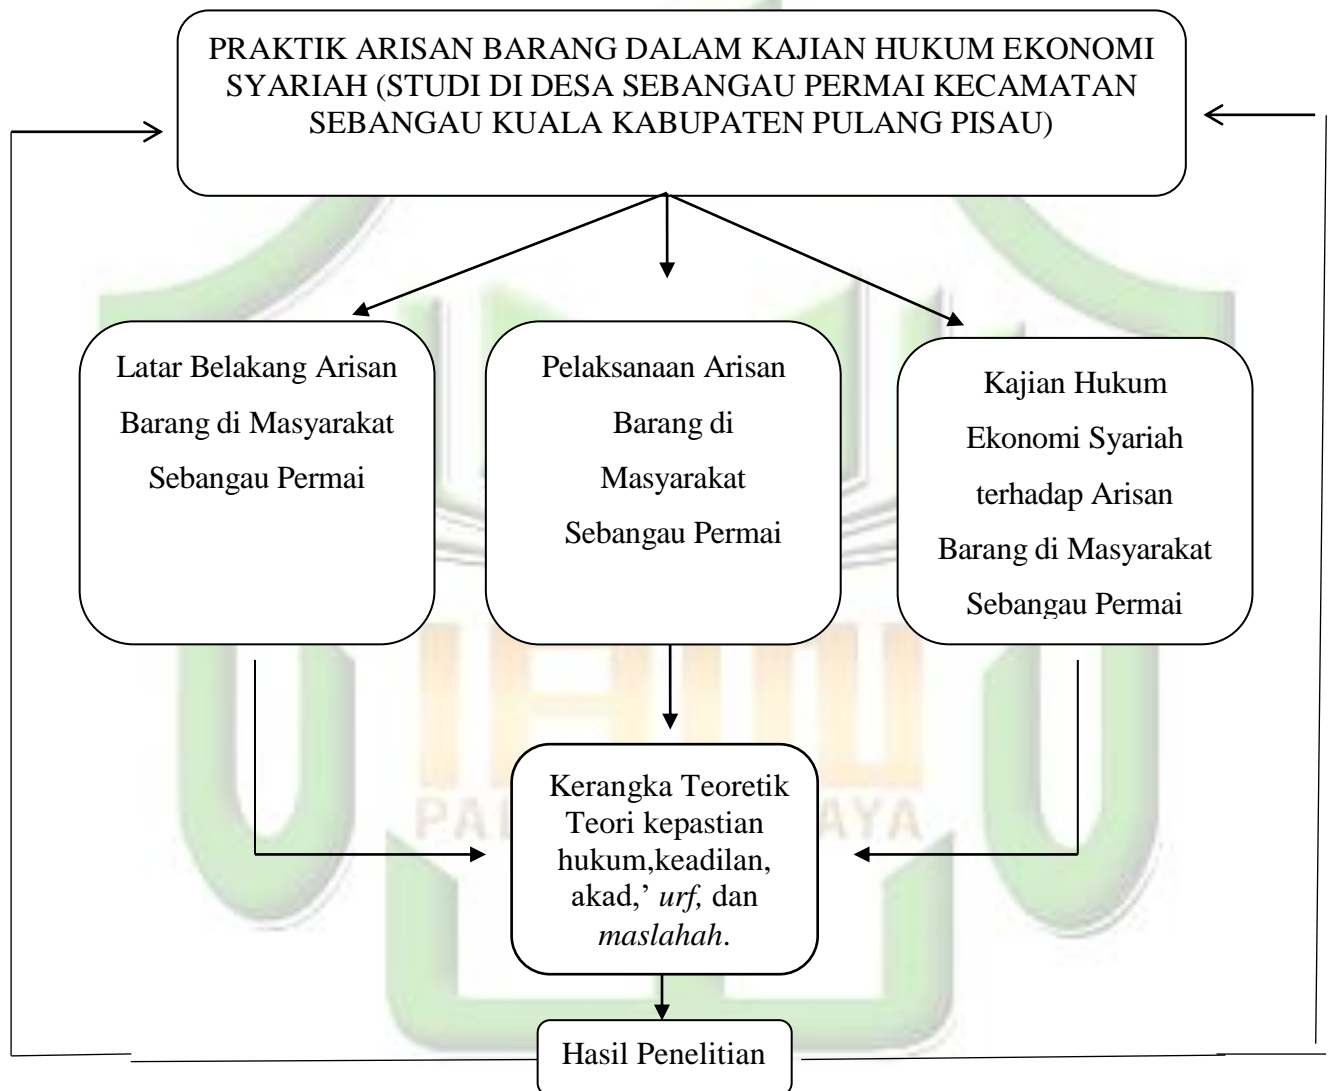 PRAKTIK ARISAN BARANG DALAM KAJIAN HUKUM EKONOMI
SYARIAH (STUDI DI DESA SEBANGAU PERMAI KECAMATAN
SEBANGAU KUALA KABUPATEN PULANG PISAU)
Latar Belakang Arisan
Barang di Masyarakat
Sebangau Permai
Pelaksanaan Arisan
Barang di
Masyarakat
Sebangau Permai
Kajian Hukum
Ekonomi Syariah
terhadap Arisan
Barang di Masyarakat
Sebangau Permai
Kerangka Teoretik
Teori kepastian
hukum,keadilan,
akad,’ urf, dan
maslahah.
Hasil Penelitian